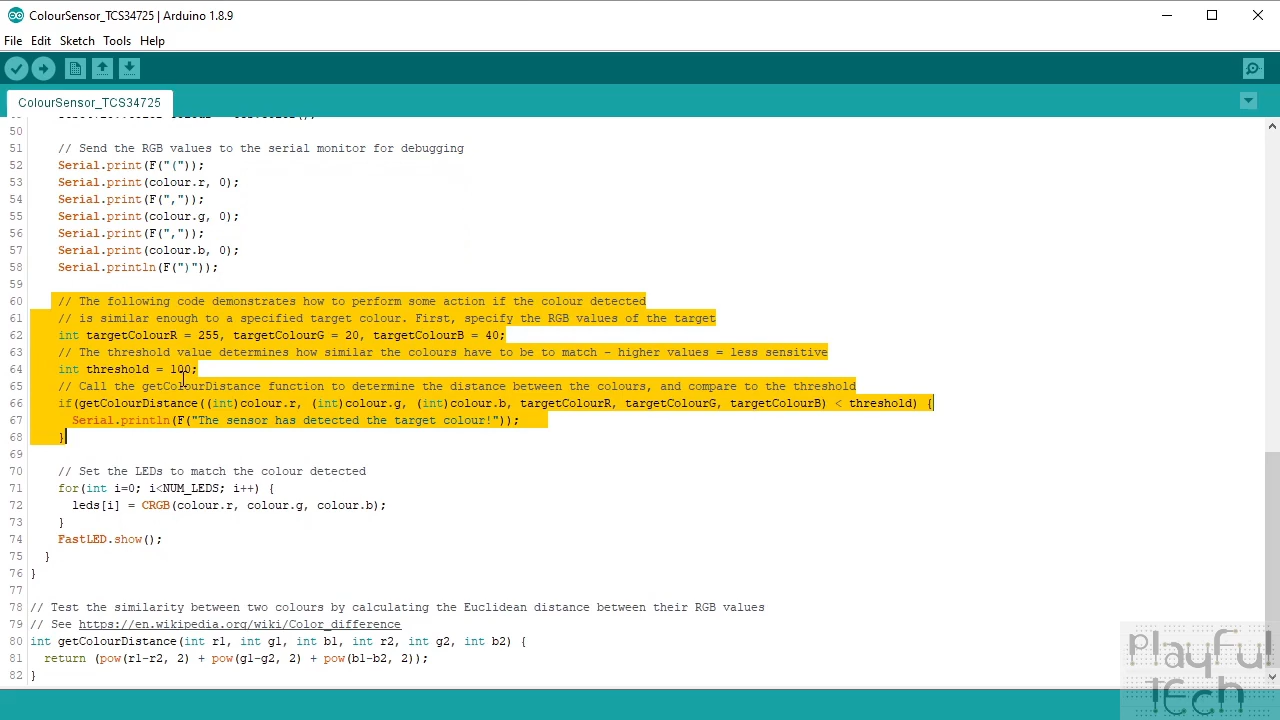 ColourSensor_TCS34725 | Arduino 1.8.9
File Edit Sketch Tools Help
ColourSensor_TCS34725
50
51 // Send the RGB values to the serial monitor for debugging
52 Serial.print(F("("));
53 Serial.print(colour.r, 0);
54 Serial.print(F(","));
55 Serial.print(colour.g, 0);
56 Serial.print(F(","));
57 Serial.print(colour.b, 0);
58 Serial.println(F(")"));
59
60 // The following code demonstrates how to perform some action if the colour detected
61 // is similar enough to a specified target colour. First, specify the RGB values of the target
62 int targetColourR = 255, targetColourG = 20, targetColourB = 40;
63 // The threshold value determines how similar the colours have to be to match - higher values = less sensitive
64 int threshold = 100;
65 // Call the getColourDistance function to determine the distance between the colours, and compare to the threshold
66 if(getColourDistance((int)colour.r, (int)colour.g, (int)colour.b, targetColourR, targetColourG, targetColourB) < threshold) {
67 Serial.println(F("The sensor has detected the target colour!"));
68 }
69
70 // Set the LEDs to match the colour detected
71 for(int i=0; i<NUM_LEDS; i++) {
72 leds[i] = CRGB(colour.r, colour.g, colour.b);
73 }
74 FastLED.show();
75 }
76 }
77
78 // Test the similarity between two colours by calculating the Euclidean distance between their RGB values
79 // See https://en.wikipedia.org/wiki/Color_difference
80 int getColourDistance(int r1, int g1, int b1, int r2, int g2, int b2) {
81 return (pow(r1-r2, 2) + pow(g1-g2, 2) + pow(b1-b2, 2));
82 }
playful
tEch